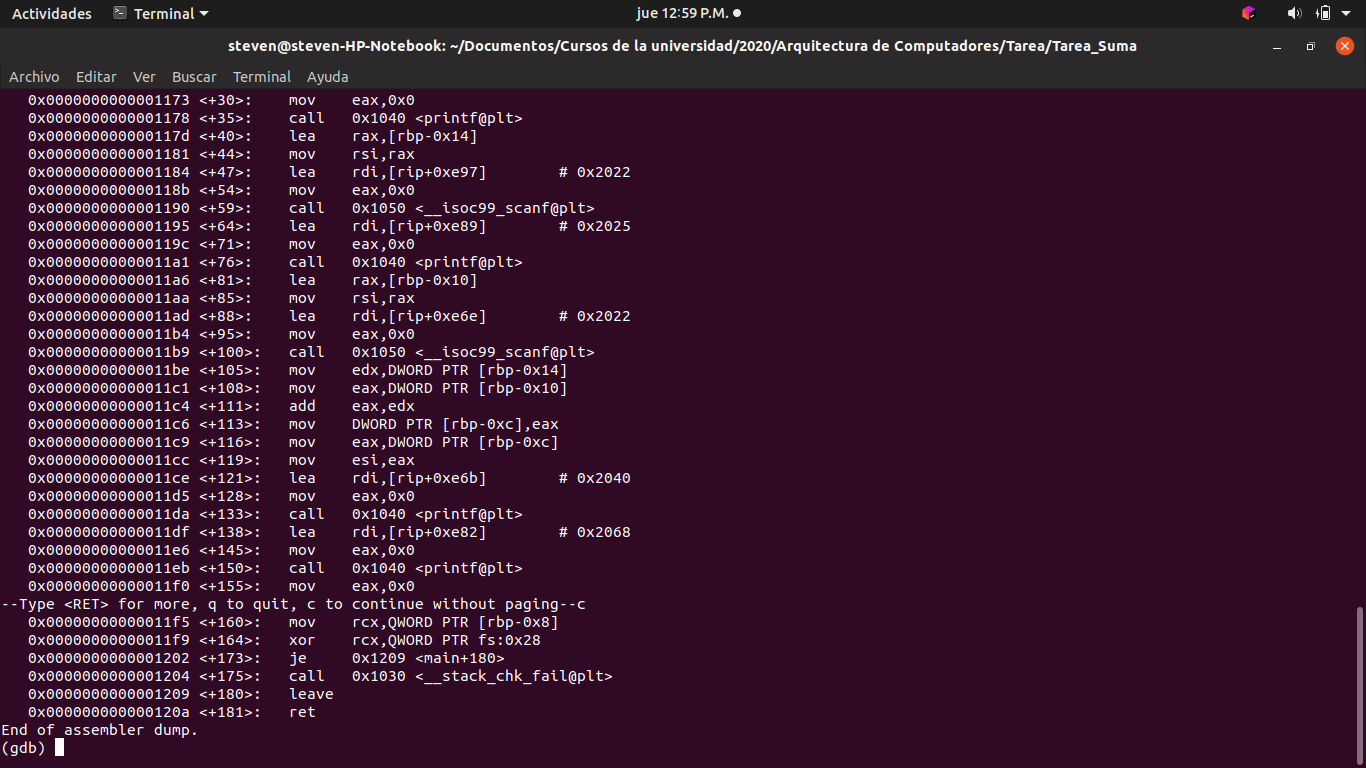 Actividades Terminal jue 12:59 P.M.
steven@steven-HP-Notebook: ~/Documentos/Cursos de la universidad/2020/Arquitectura de Computadores/Tarea/Tarea_Suma
Archivo Editar Ver Buscar Terminal Ayuda
0x0000000000001173 <+30>: mov eax,0x0
0x0000000000001178 <+35>: call 0x1040 <printf@plt>
0x000000000000117d <+40>: lea rax,[rbp-0x14]
0x0000000000001181 <+44>: mov rsi,rax
0x0000000000001184 <+47>: lea rdi,[rip+0xe97] # 0x2022
0x000000000000118b <+54>: mov eax,0x0
0x0000000000001190 <+59>: call 0x1050 <__isoc99_scanf@plt>
0x0000000000001195 <+64>: lea rdi,[rip+0xe89] # 0x2025
0x000000000000119c <+71>: mov eax,0x0
0x00000000000011a1 <+76>: call 0x1040 <printf@plt>
0x00000000000011a6 <+81>: lea rax,[rbp-0x10]
0x00000000000011aa <+85>: mov rsi,rax
0x00000000000011ad <+88>: lea rdi,[rip+0xe6e] # 0x2022
0x00000000000011b4 <+95>: mov eax,0x0
0x00000000000011b9 <+100>: call 0x1050 <__isoc99_scanf@plt>
0x00000000000011be <+105>: mov edx,DWORD PTR [rbp-0x14]
0x00000000000011c1 <+108>: mov eax,DWORD PTR [rbp-0x10]
0x00000000000011c4 <+111>: add eax,edx
0x00000000000011c6 <+113>: mov DWORD PTR [rbp-0xc],eax
0x00000000000011c9 <+116>: mov eax,DWORD PTR [rbp-0xc]
0x00000000000011cc <+119>: mov esi,eax
0x00000000000011ce <+121>: lea rdi,[rip+0xe6b] # 0x2040
0x00000000000011d5 <+128>: mov eax,0x0
0x00000000000011da <+133>: call 0x1040 <printf@plt>
0x00000000000011df <+138>: lea rdi,[rip+0xe82] # 0x2068
0x00000000000011e6 <+145>: mov eax,0x0
0x00000000000011eb <+150>: call 0x1040 <printf@plt>
0x00000000000011f0 <+155>: mov eax,0x0
--Type <RET> for more, q to quit, c to continue without paging--c
0x00000000000011f5 <+160>: mov rcx,QWORD PTR [rbp-0x8]
0x00000000000011f9 <+164>: xor rcx,QWORD PTR fs:0x28
0x0000000000001202 <+173>: je 0x1209 <main+180>
0x0000000000001204 <+175>: call 0x1030 <__stack_chk_fail@plt>
0x0000000000001209 <+180>: leave
0x000000000000120a <+181>: ret
End of assembler dump.
(gdb)